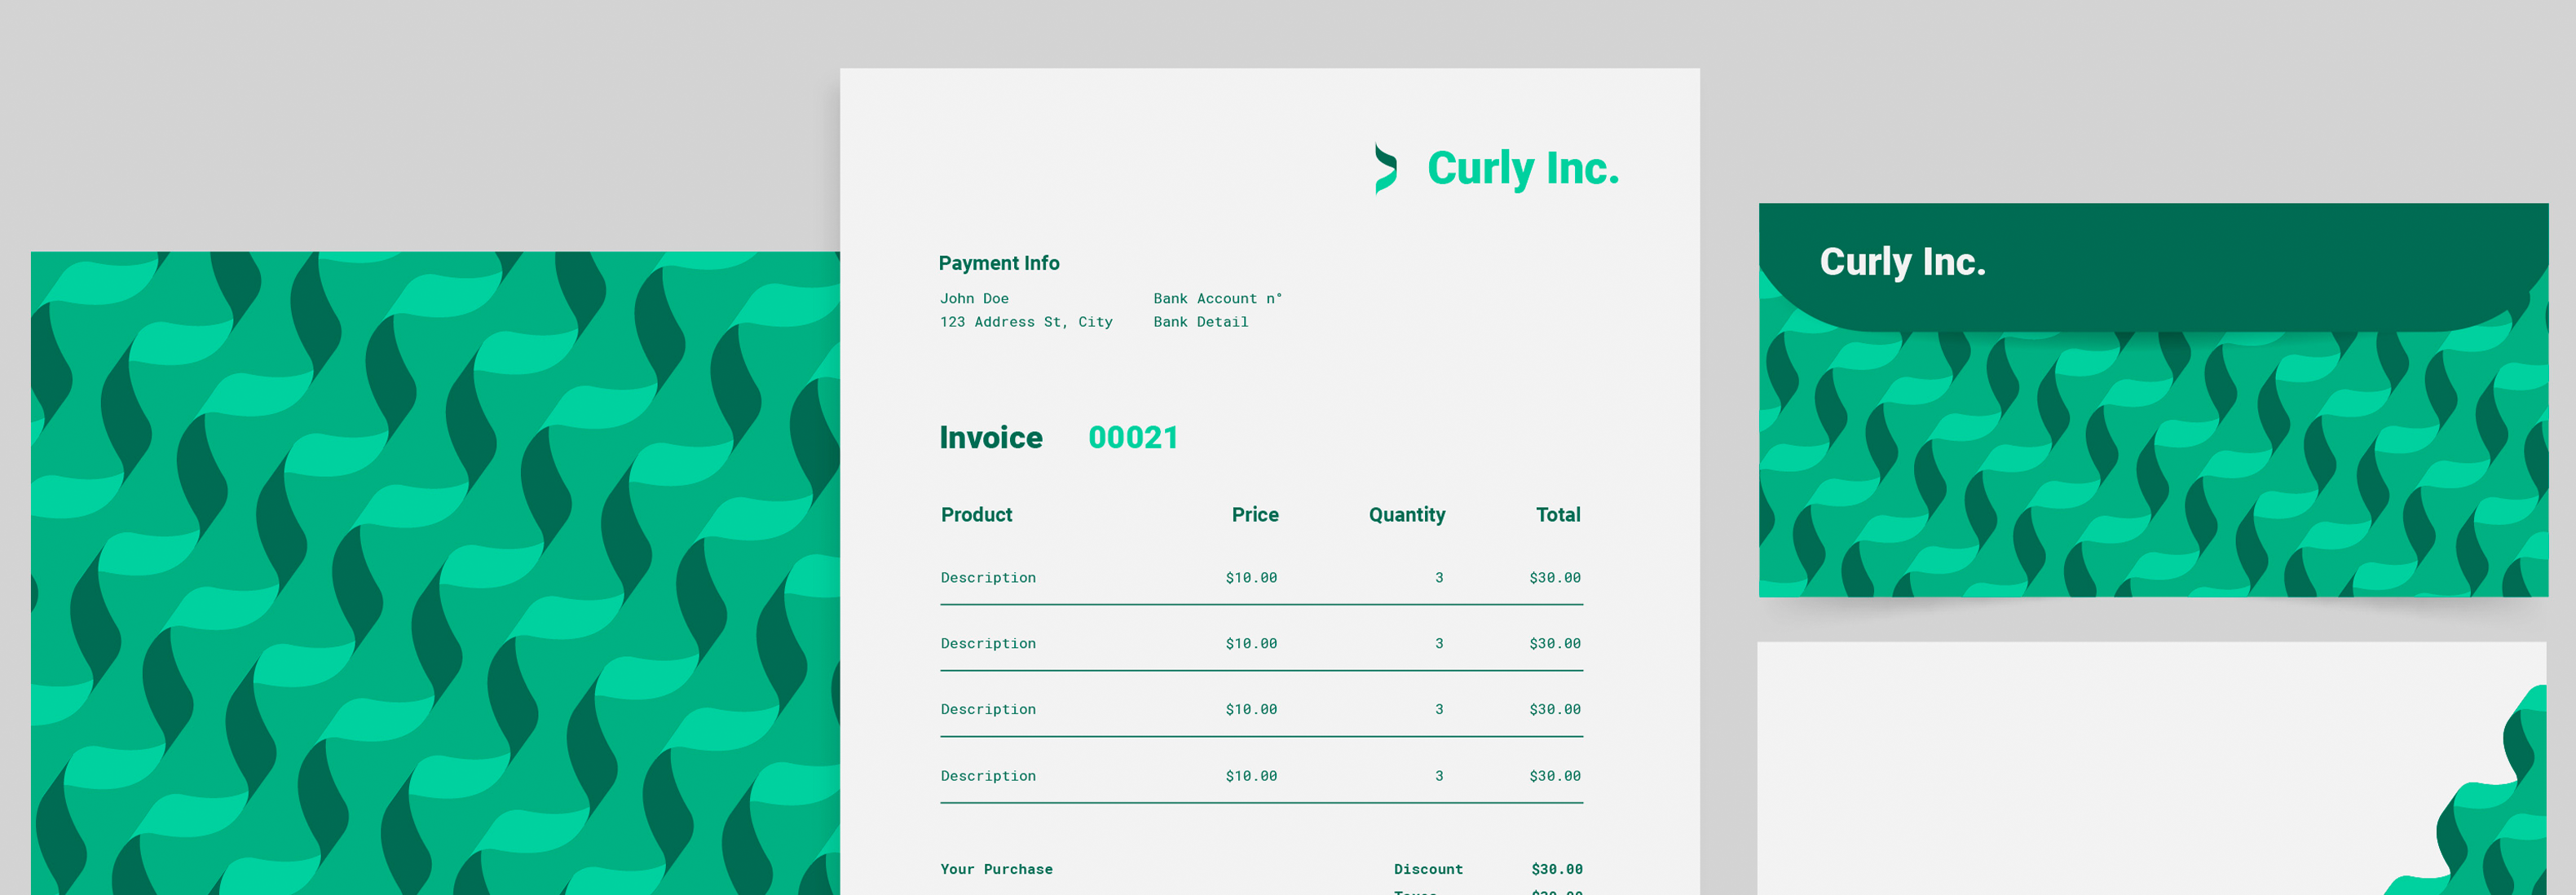 Curly Inc.
Payment Info
John Doe Bank Account n°
123 Address St, City Bank Detail
Invoice 00021
Product Price Quantity Total
Description $10.00 3 $30.00
Description $10.00 3 $30.00
Description $10.00 3 $30.00
Description $10.00 3 $30.00
Your Purchase Discount $30.00
Curly Inc.